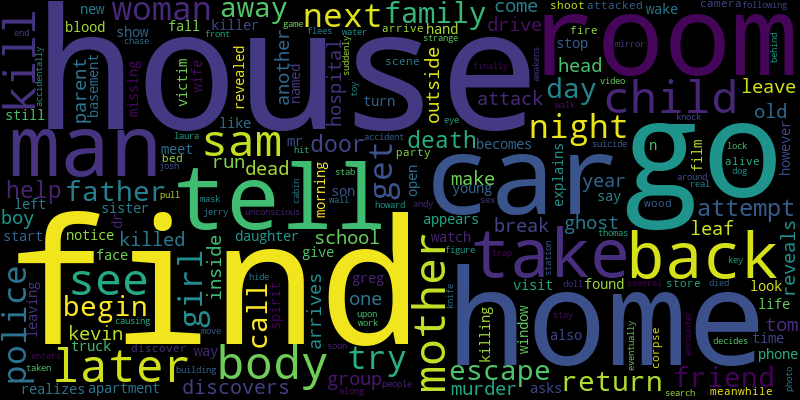 kill
woman
away
next
family
come
shoot
attacked
wake
camera
following
new
blood
show
fall
killer
game
flees
arrive
hand
water
drive
stop
fire
front
strange
chase
end
accidentally
still
house
room
behind
mirror
parent
basement
missing
victim
wife
revealed
another
named
hospital
suddenly
toy
scene
outside
head
attack
day
child
leave
man
like
turn
eye
awakens
finally
video
walk
knock
old
however
meet
laura
mr
hit
accident
sam
door
death
becomes
night
n
film
lock
alive
dog
help
father
bed
josh
run
dead
party
get
open
make
car
go
suicide
around
real
boy
left
sister
pull
tell
mask
stab
morning
son
wall
young
sex
explains
year
say
wood
attempt
start
dr
notice
killed
jerry
unconscious
cabin
howard
andy
appears
break
ghost
thomas
leaf
face
daughter
school
give
watch
figure
station
take
back
reveals
police
leaving
find
see
girl
inside
hide
spirit
greg
mother
trap
visit
doll
found
store
several
died
key
look
life
encounter
begin
call
arrives
one
upon
work
knife
killing
window
stay
also
eventually
corpse
decides
tom
time
phone
kevin
causing
truck
discover
way
move
soon
later
body
try
escape
friend
enters
taken
building
group
people
along
murder
asks
return
search
meanwhile
photo
realizes
apartment
discovers